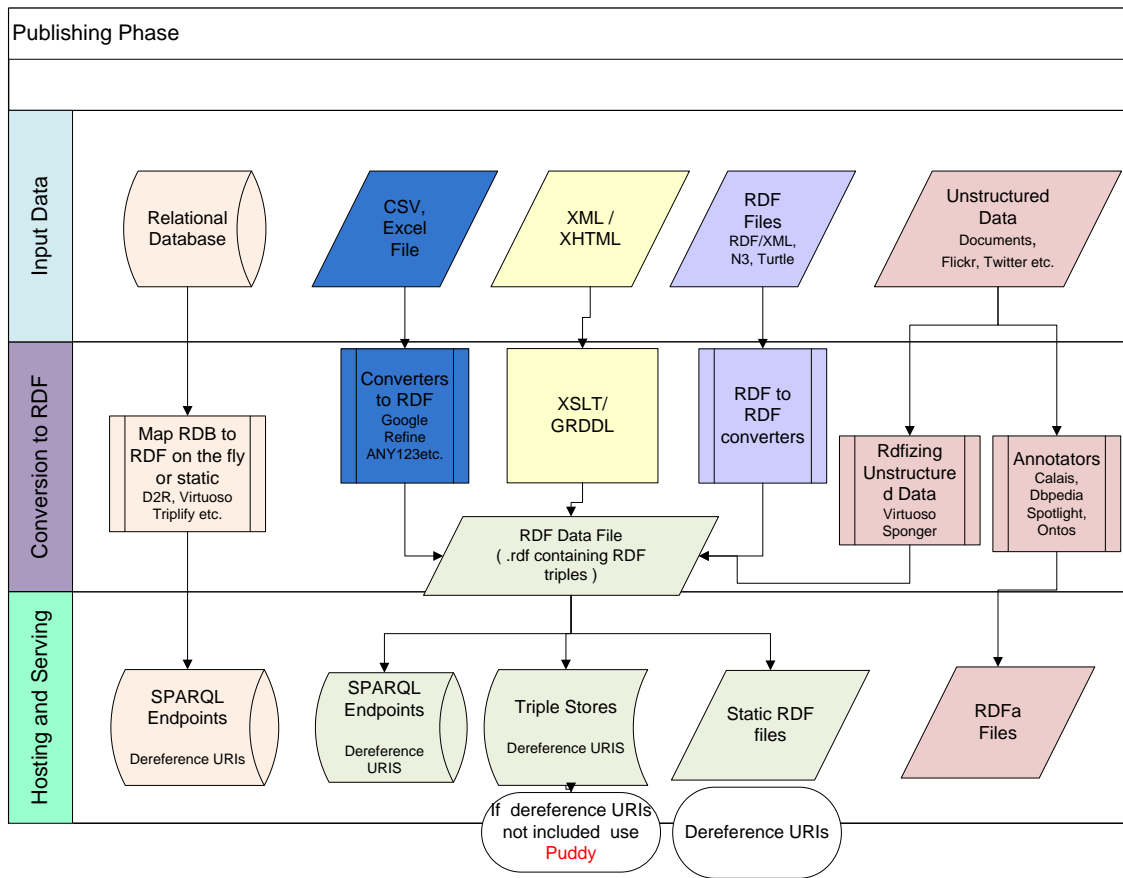 Publishing Phase
Input Data
Relational
Database
CSV,
Excel
File
XML /
XHTML
RDF
Files
RDF/XML,
N3, Turtle
Unstructured
Data
Documents,
Flickr, Twitter etc.
Conversion to RDF
Map RDB to
RDF on the fly
or static
D2R, Virtuoso
Triplify etc.
Converters
to RDF
Google
Refine
ANY123etc.
XSLT/
GRDDL
RDF to
RDF
converters
Rdfizing
Unstructure
d Data
Virtuoso
Sponger
Annotators
Calais,
Dbpedia
Spotlight,
Ontos
RDF Data File
( .rdf containing RDF
triples )
Hosting and Serving
SPARQL
Endpoints
Dereference URIs
SPARQL
Endpoints
Dereference
URIS
Triple Stores
Dereference URIS
Static RDF
files
RDFa
Files
If dereference URIs
not included use
Puddy
Dereference URIs